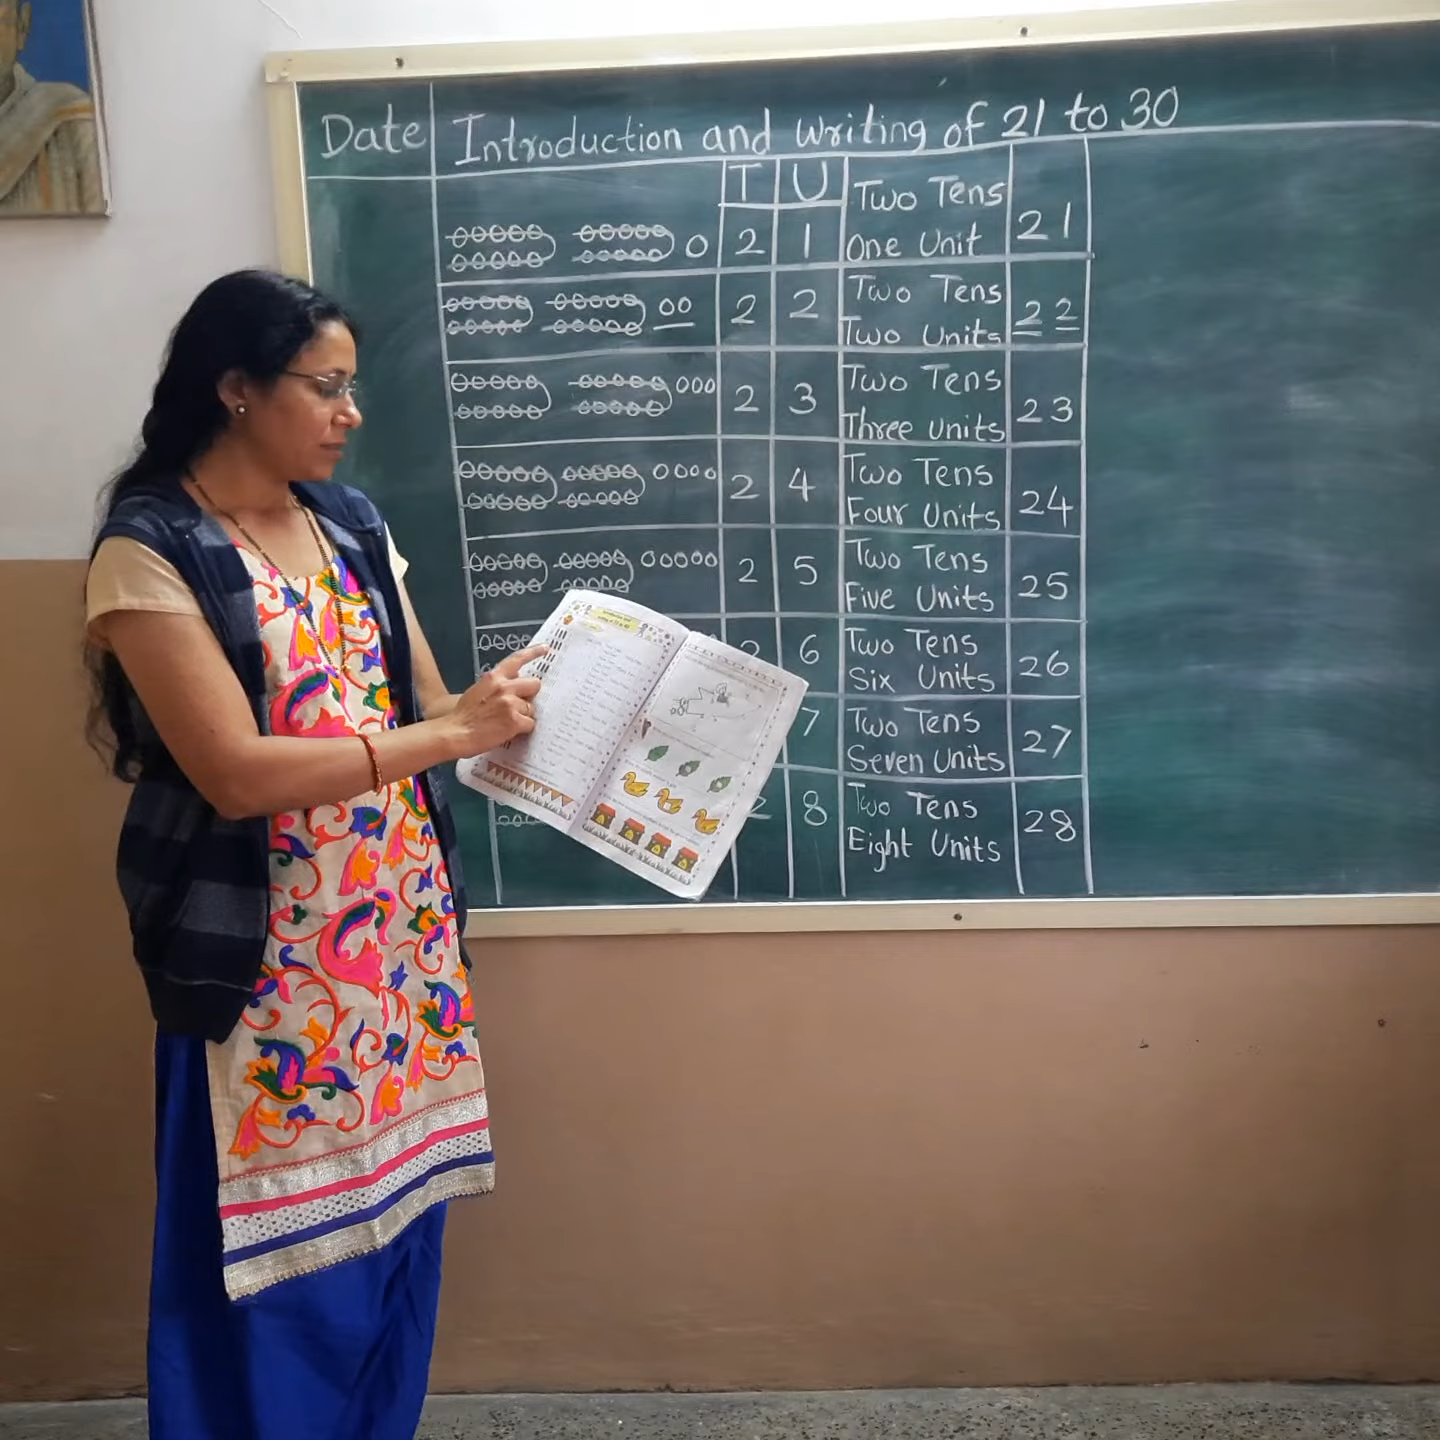 Date Introduction and writing of 21 to 30
T U
Two Tens
2 1 One Unit 21
Two Tens
2 2 Two Units 22
Two Tens
2 3 Three units 23
Two Tens
2 4 Four Units 24
Two Tens
2 5 Five Units 25
Two Tens
2 6 Six Units 26
Two Tens
7 Seven Units 27
Two Tens
2 8 Eight Units 28